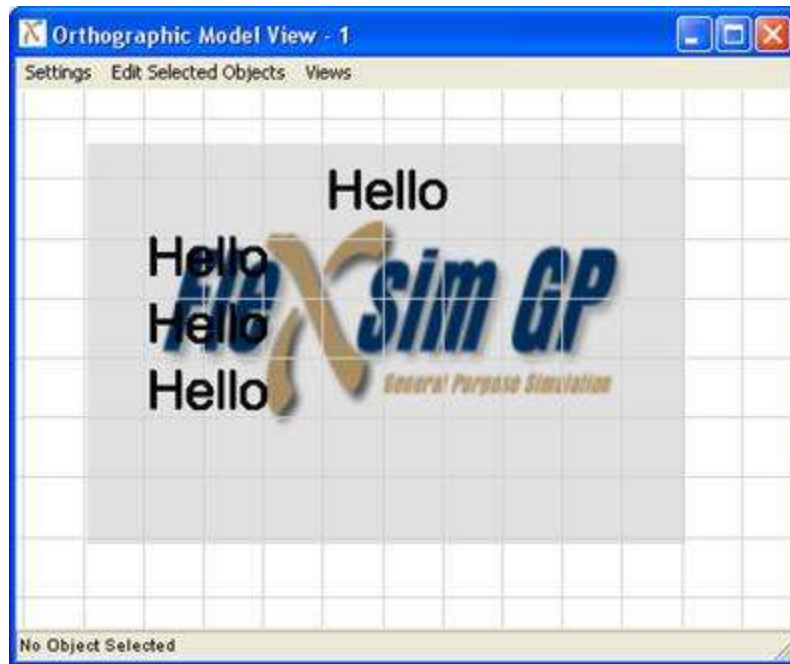 Orthographic Model View - 1
Settings Edit Selected Objects Views
Hello
Hello
FleXsim GP
Hello
General Purpose Simulation
Hello
No Object Selected